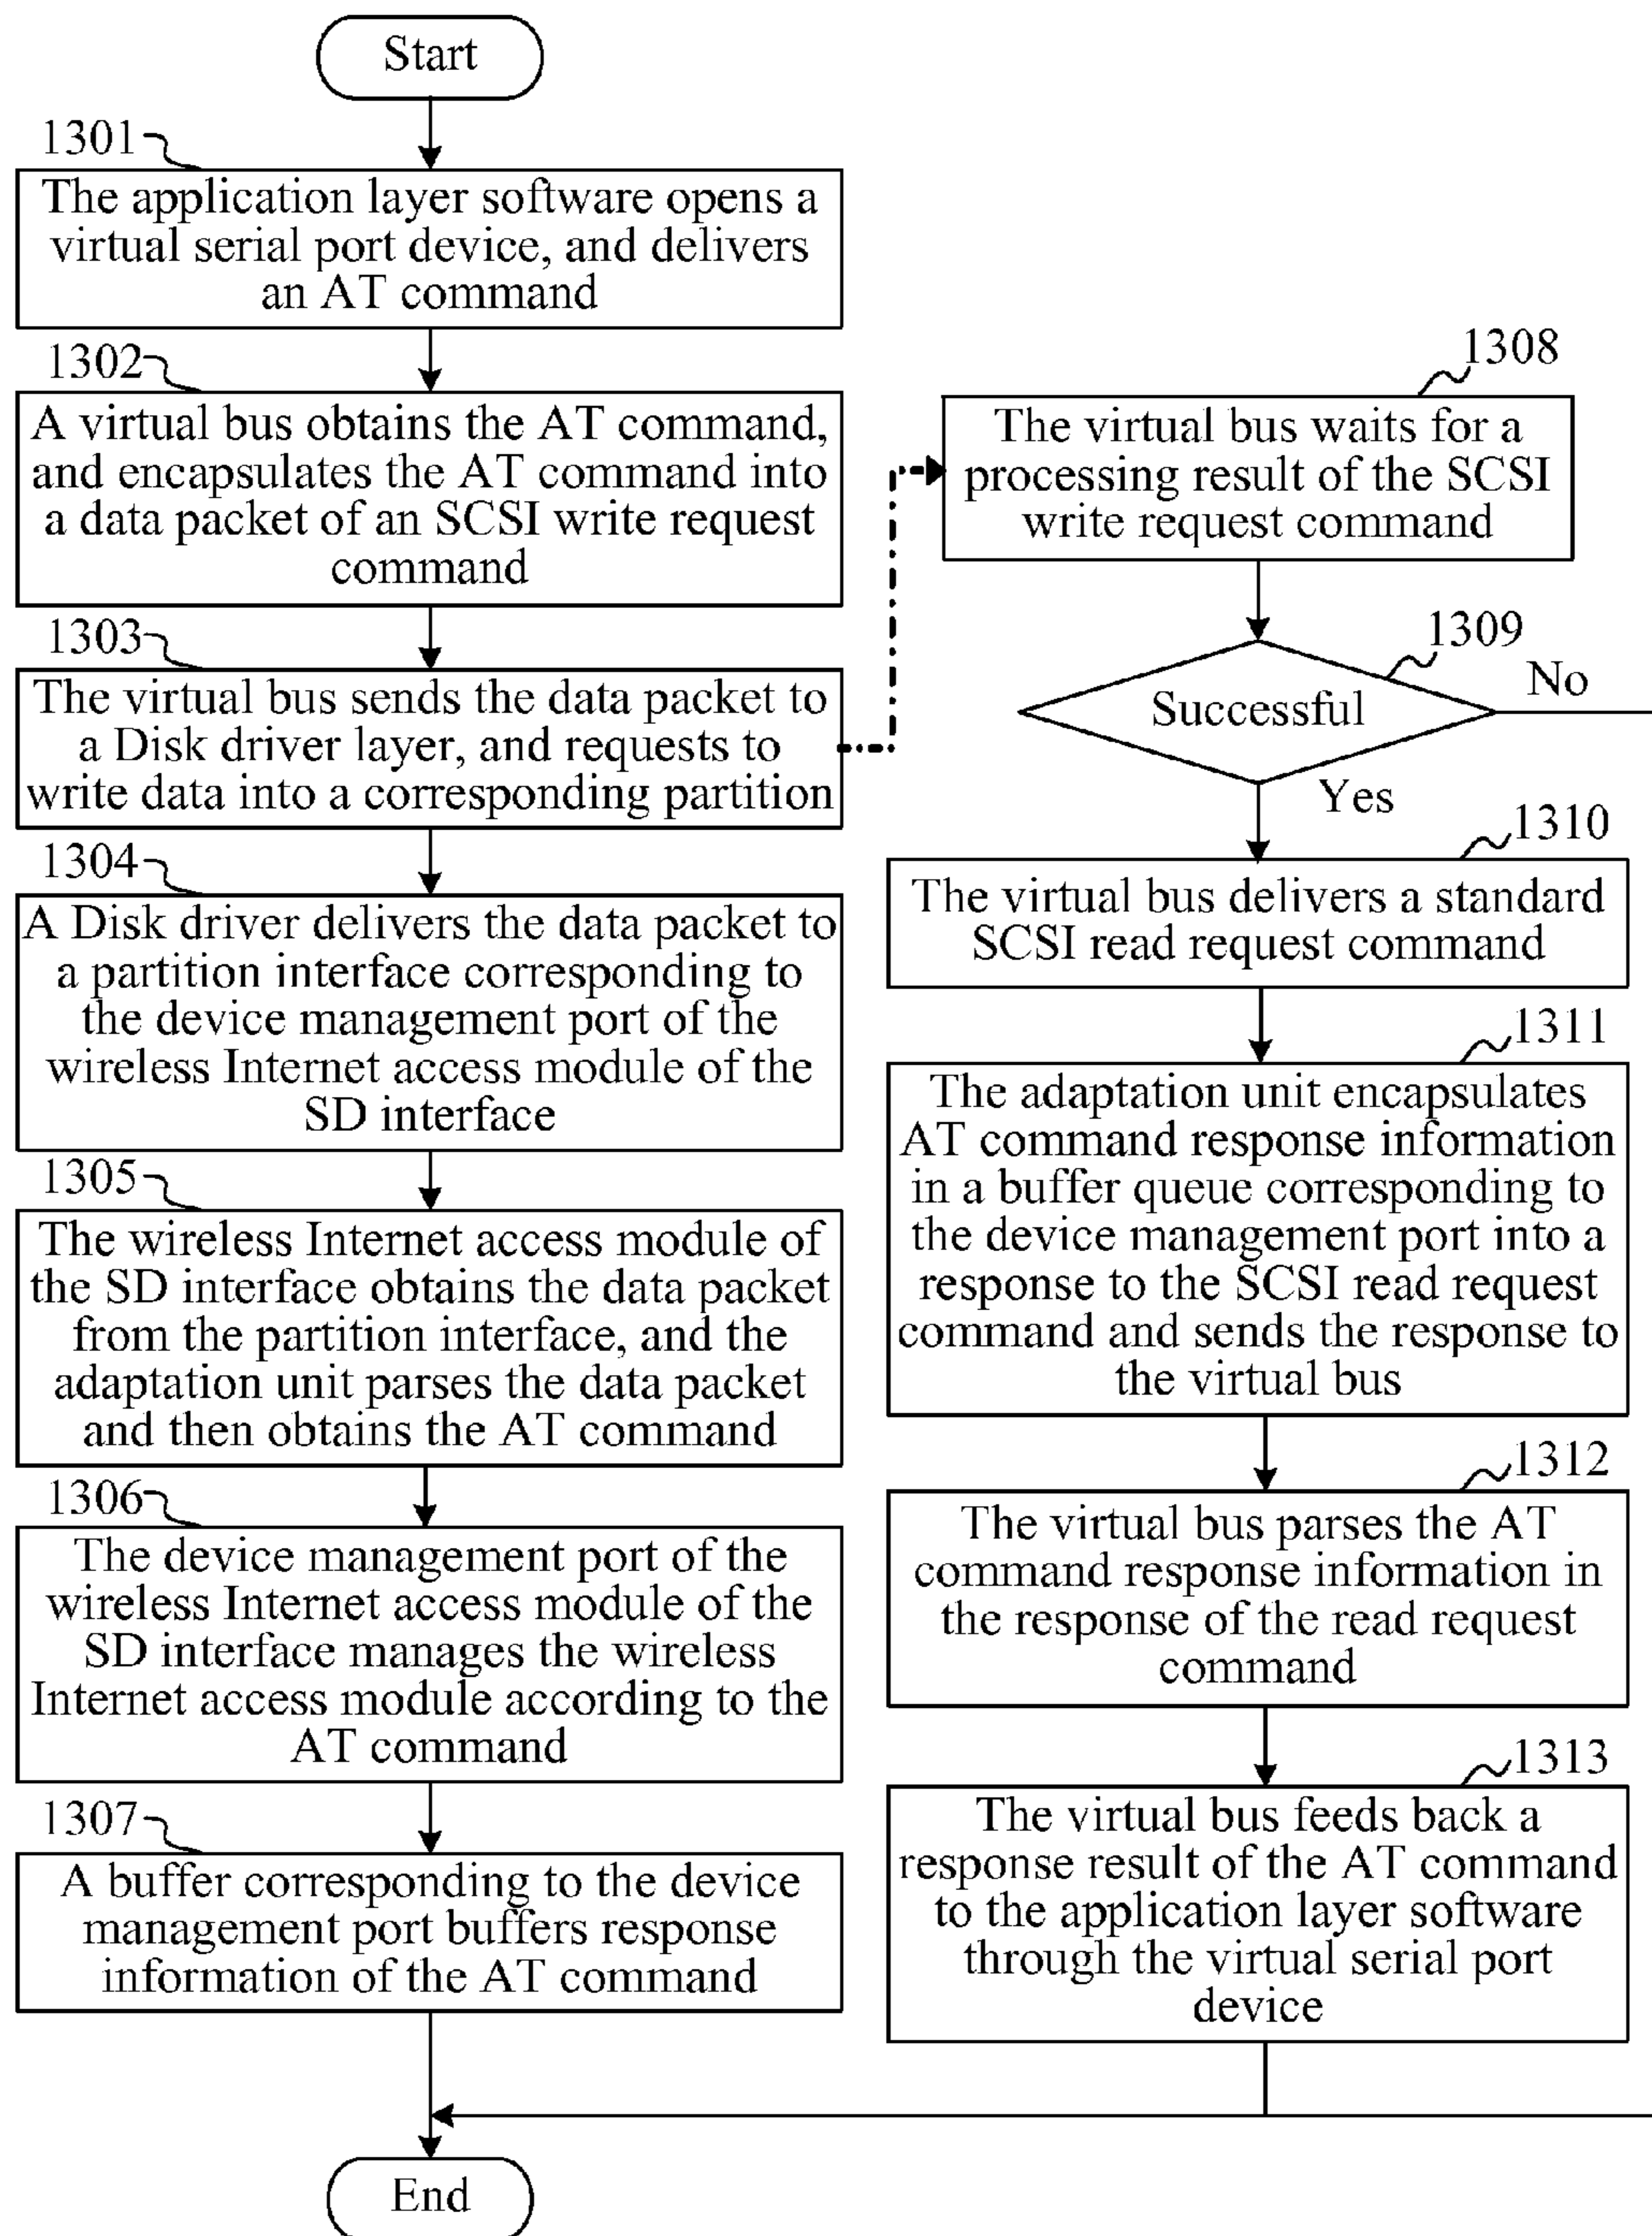 Start
1301
The application layer software opens a
virtual serial port device, and delivers
an AT command
1302
A virtual bus obtains the AT command,
and encapsulates the AT command into
a data packet of an SCSI write request
command
1303
The virtual bus sends the data packet to
a Disk driver layer, and requests to
write data into a corresponding partition
1304
A Disk driver delivers the data packet to
a partition interface corresponding to
the device management port of the
wireless Internet access module of the
SD interface
1305
The wireless Internet access module of
the SD interface obtains the data packet
from the partition interface, and the
adaptation unit parses the data packet
and then obtains the AT command
1306
The device management port of the
wireless Internet access module of the
SD interface manages the wireless
Internet access module according to the
AT command
1307
A buffer corresponding to the device
management port buffers response
information of the AT command
1308
The virtual bus waits for a
processing result of the SCSI
write request command
1309
Successful
No
Yes
1310
The virtual bus delivers a standard
SCSI read request command
1311
The adaptation unit encapsulates
AT command response information
in a buffer queue corresponding to
the device management port into a
response to the SCSI read request
command and sends the response to
the virtual bus
1312
The virtual bus parses the AT
command response information in
the response of the read request
command
1313
The virtual bus feeds back a
response result of the AT command
to the application layer software
through the virtual serial port
device
End